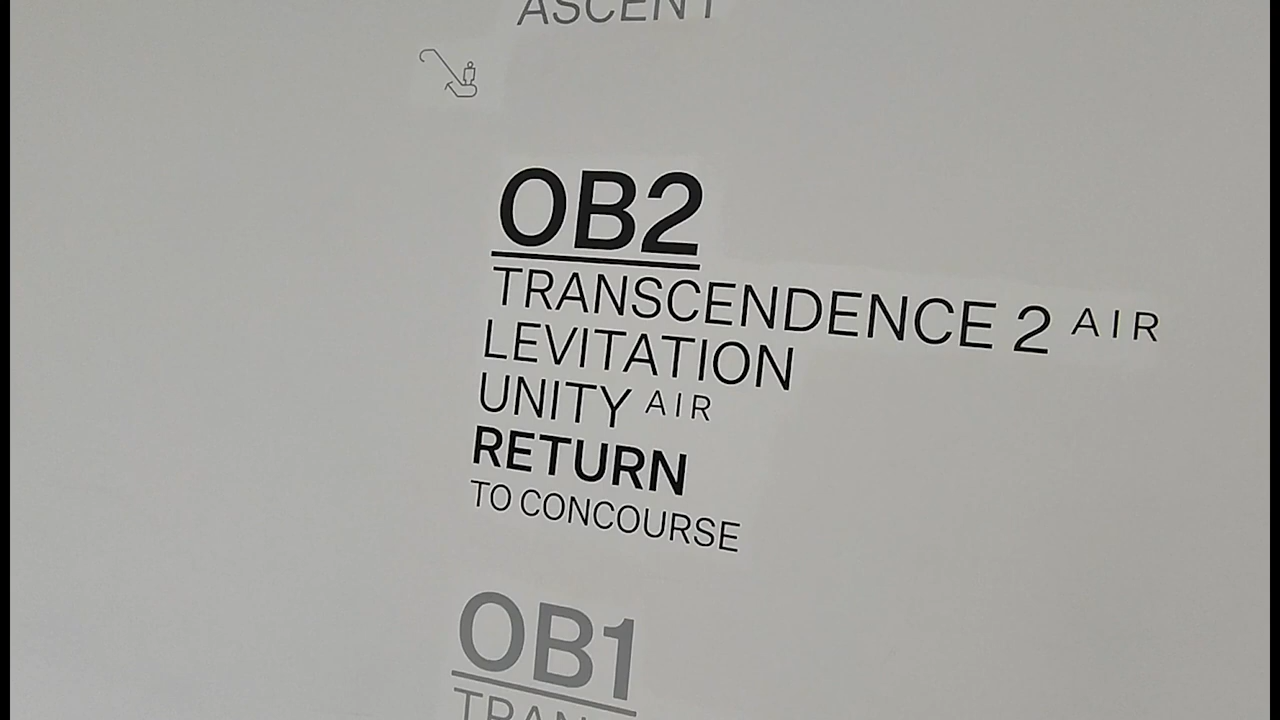 ASCENT
OB2
TRANSCENDENCE 2 AIR
LEVITATION
UNITY AIR
RETURN
TO CONCOURSE
OB1